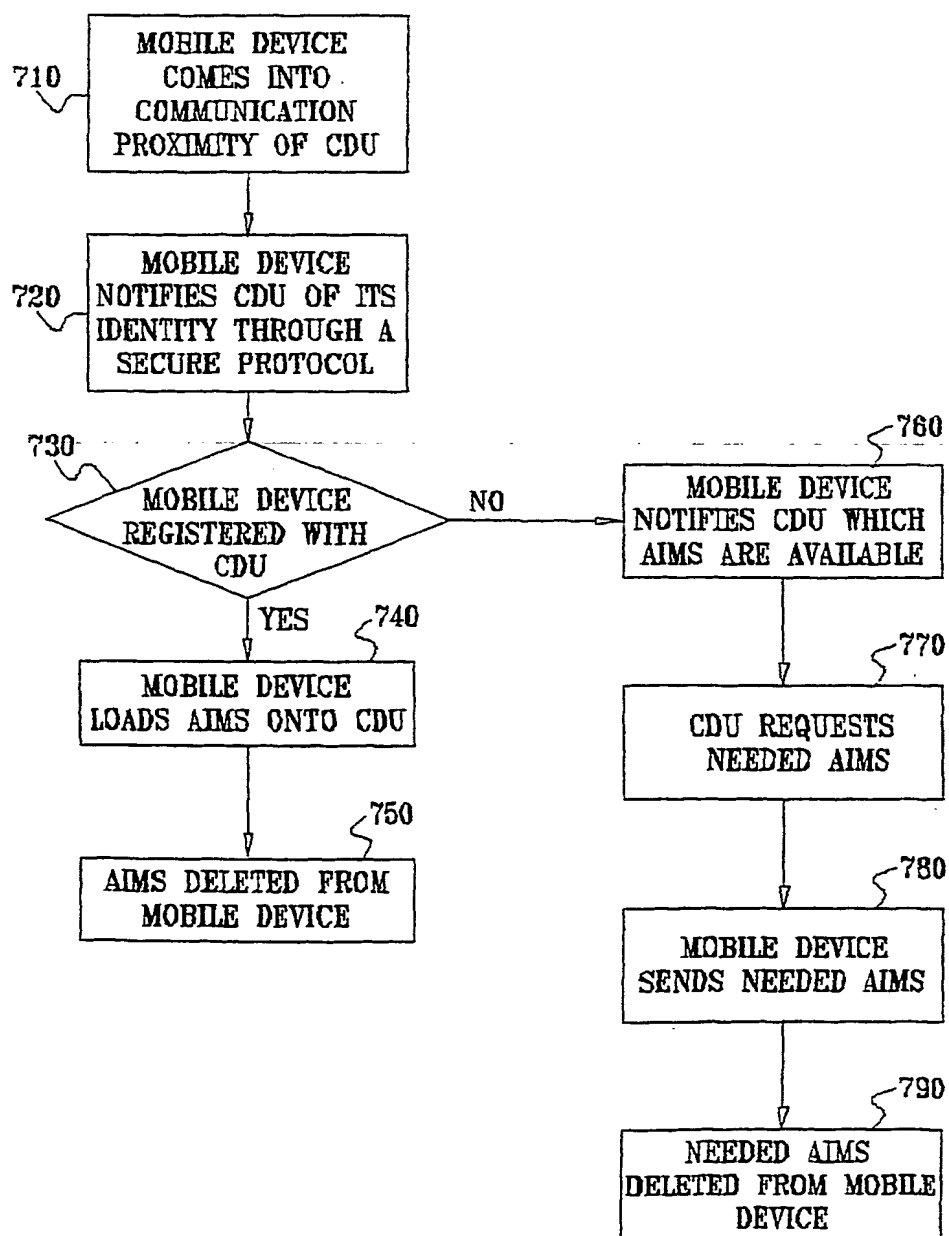 710
MOBILE DEVICE
COMES INTO
COMMUNICATION
PROXIMITY OF CDU
720
MOBILE DEVICE
NOTIFIES CDU OF ITS
IDENTITY THROUGH A
SECURE PROTOCOL
730
MOBILE DEVICE
REGISTERED WITH
CDU
NO
YES
740
MOBILE DEVICE
LOADS AIMS ONTO CDU
750
AIMS DELETED FROM
MOBILE DEVICE
760
MOBILE DEVICE
NOTIFIES CDU WHICH
AIMS ARE AVAILABLE
770
CDU REQUESTS
NEEDED AIMS
780
MOBILE DEVICE
SENDS NEEDED AIMS
790
NEEDED AIMS
DELETED FROM MOBILE
DEVICE